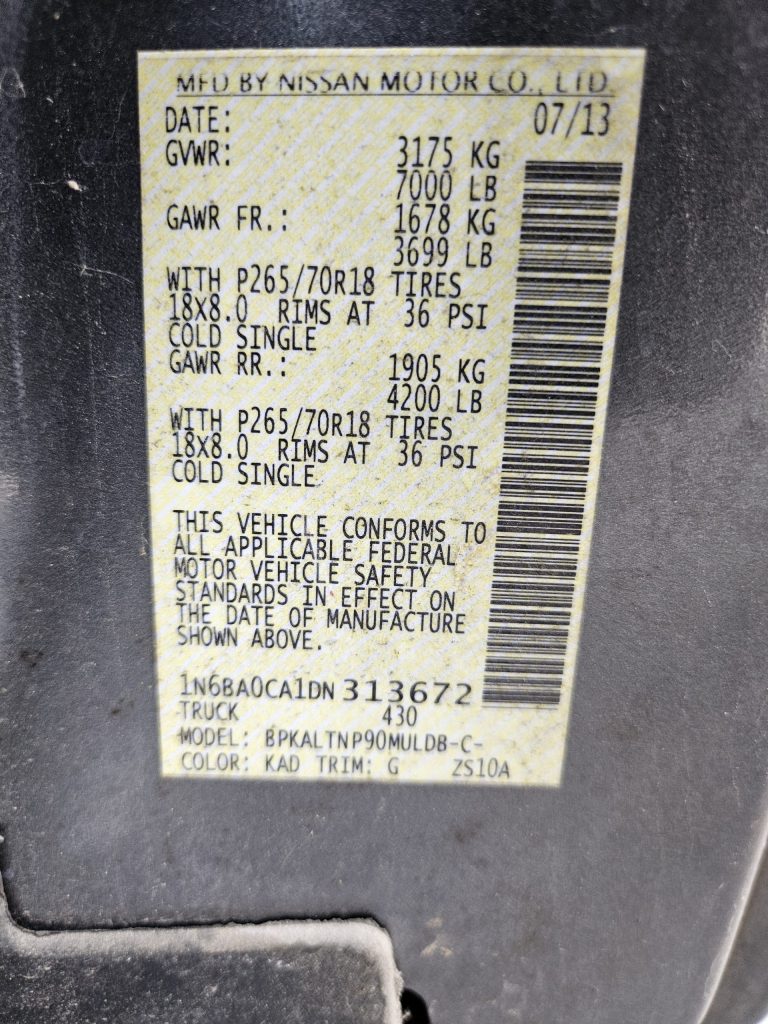 MFD BY NISSAN MOTOR CO., LTD.
DATE: 07/13
GVWR: 3175 KG
7000 LB
GAWR FR.: 1678 KG
3699 LB
WITH P265/70R18 TIRES
18X8.0 RIMS AT 36 PSI
COLD SINGLE
GAWR RR.: 1905 KG
4200 LB
WITH P265/70R18 TIRES
18X8.0 RIMS AT 36 PSI
COLD SINGLE
THIS VEHICLE CONFORMS TO
ALL APPLICABLE FEDERAL
MOTOR VEHICLE SAFETY
STANDARDS IN EFFECT ON
THE DATE OF MANUFACTURE
SHOWN ABOVE.
1N6BA0CA1DN313672
TRUCK 430
MODEL: BPKALTNP90MULDB-C-
COLOR: KAD TRIM: G ZS10A